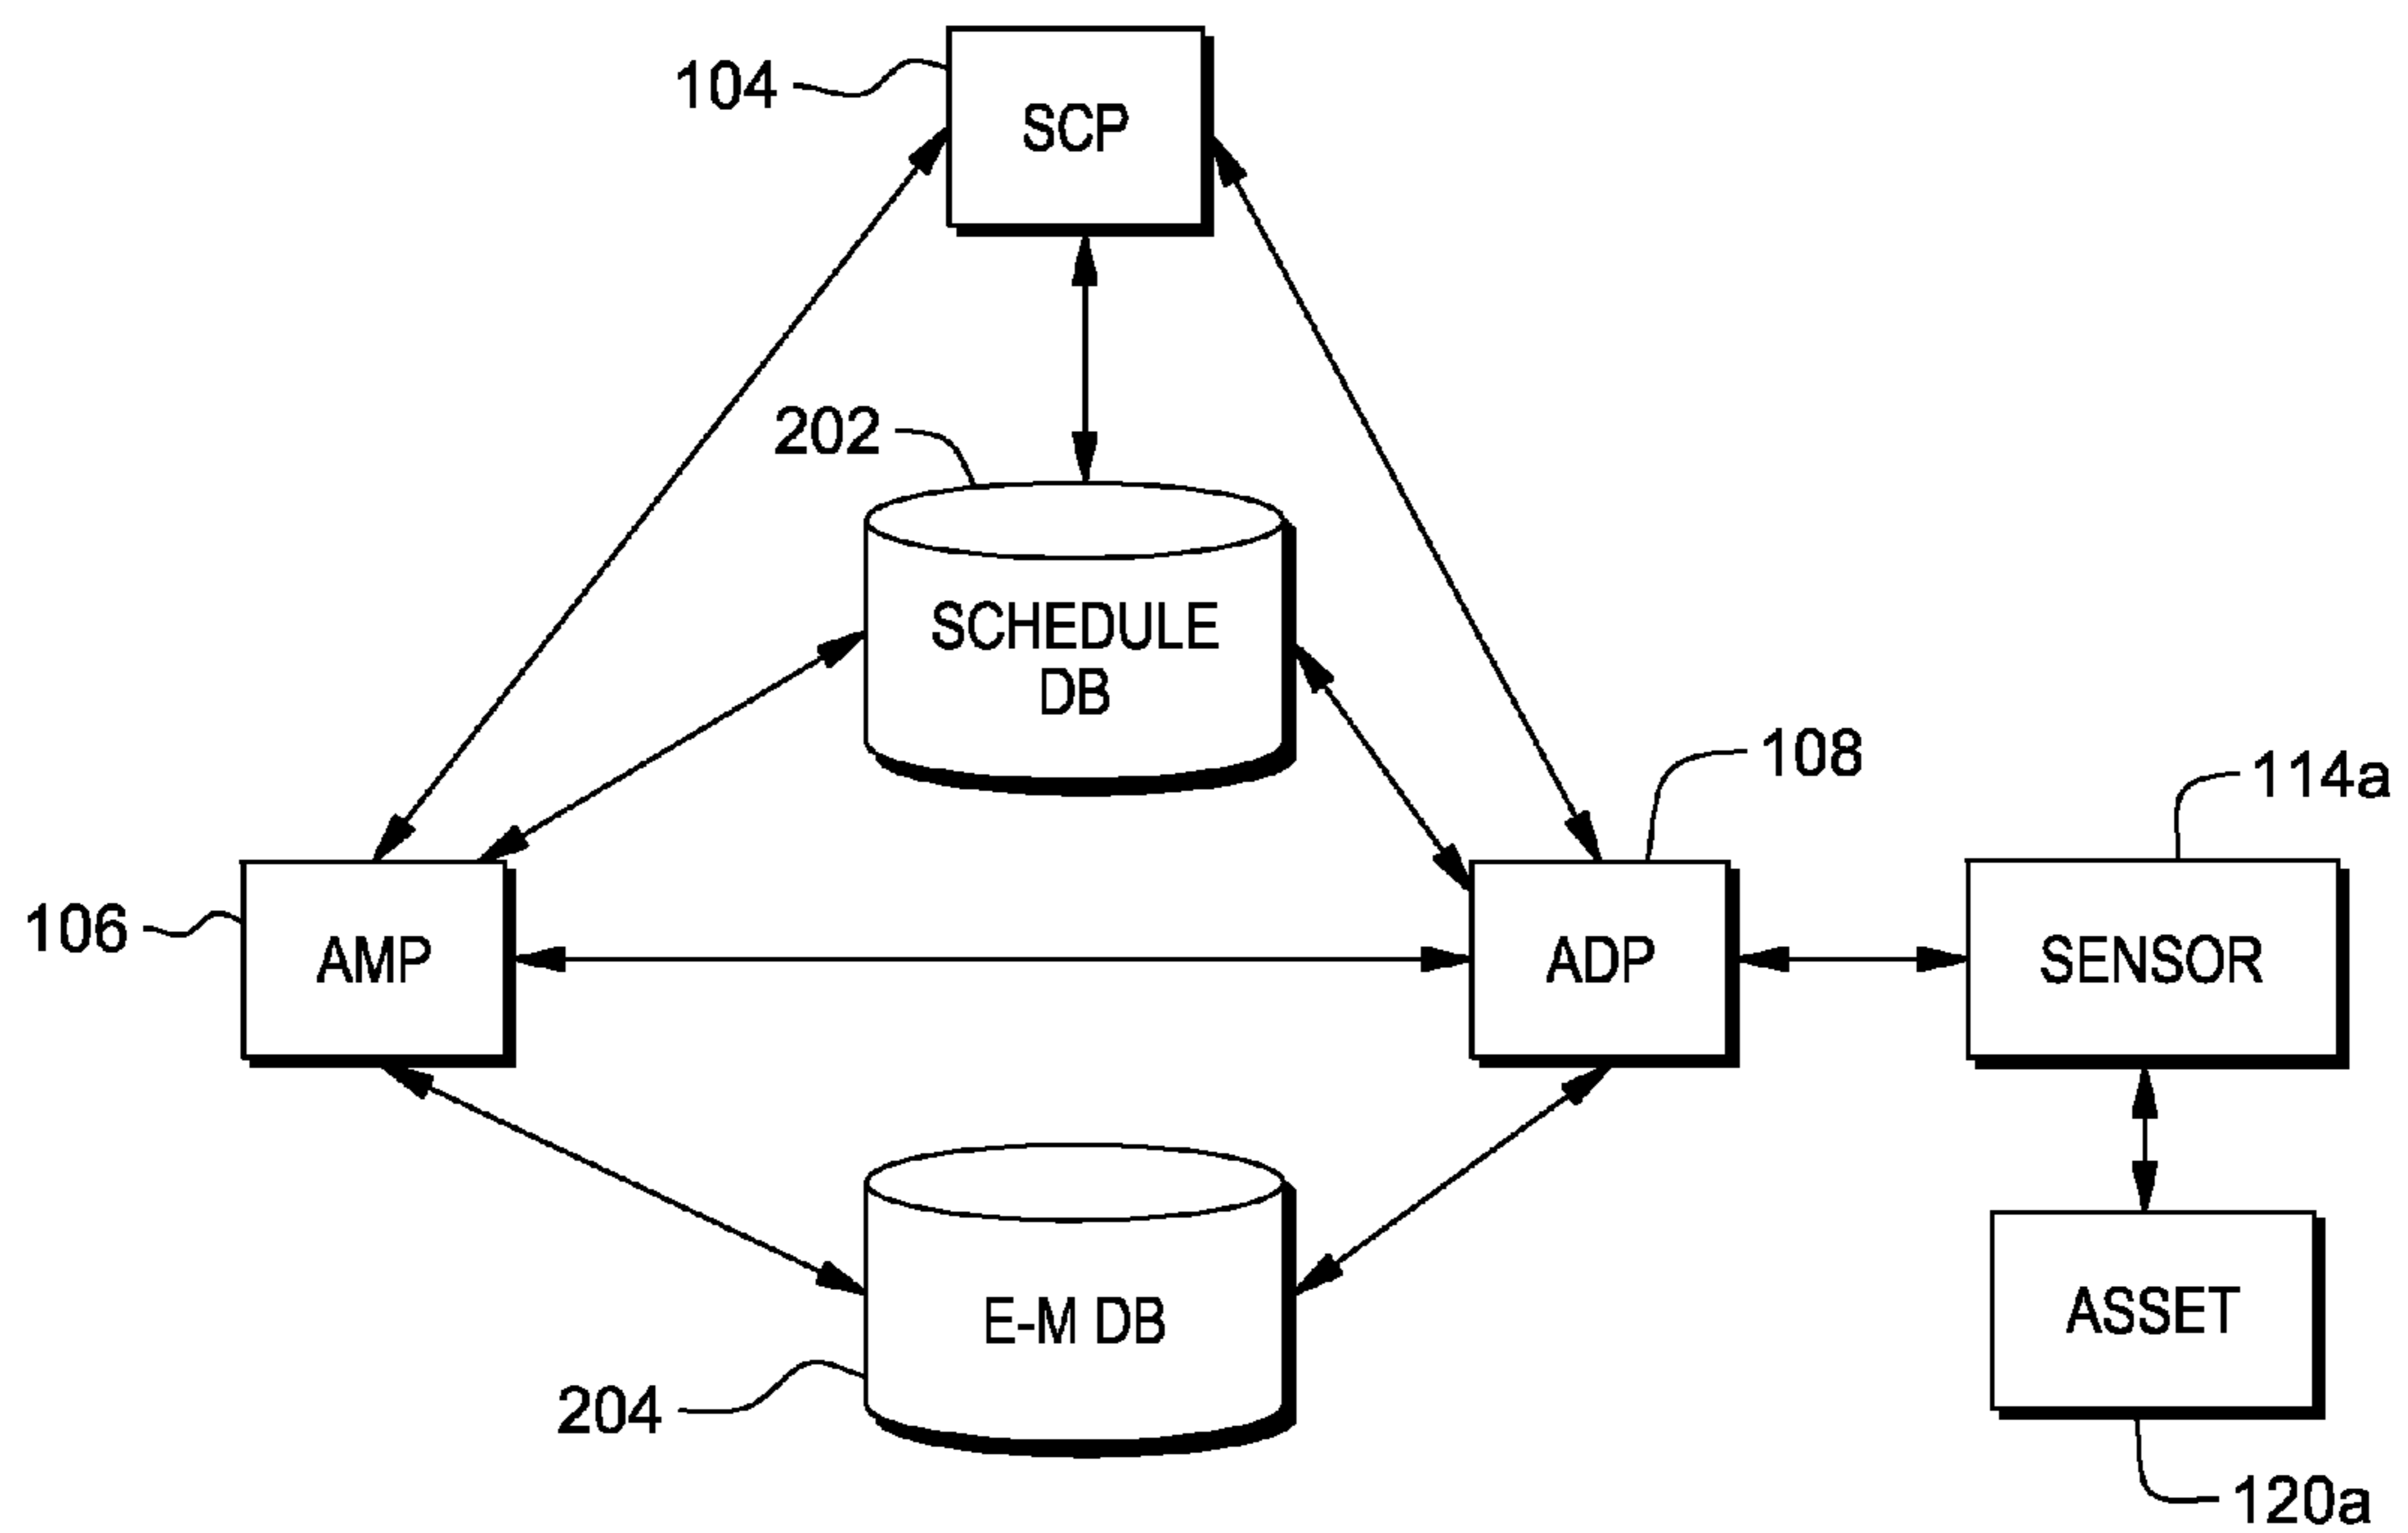 104
SCP
202
SCHEDULE
DB
108
114a
106
AMP
ADP
SENSOR
E-M DB
ASSET
204
120a